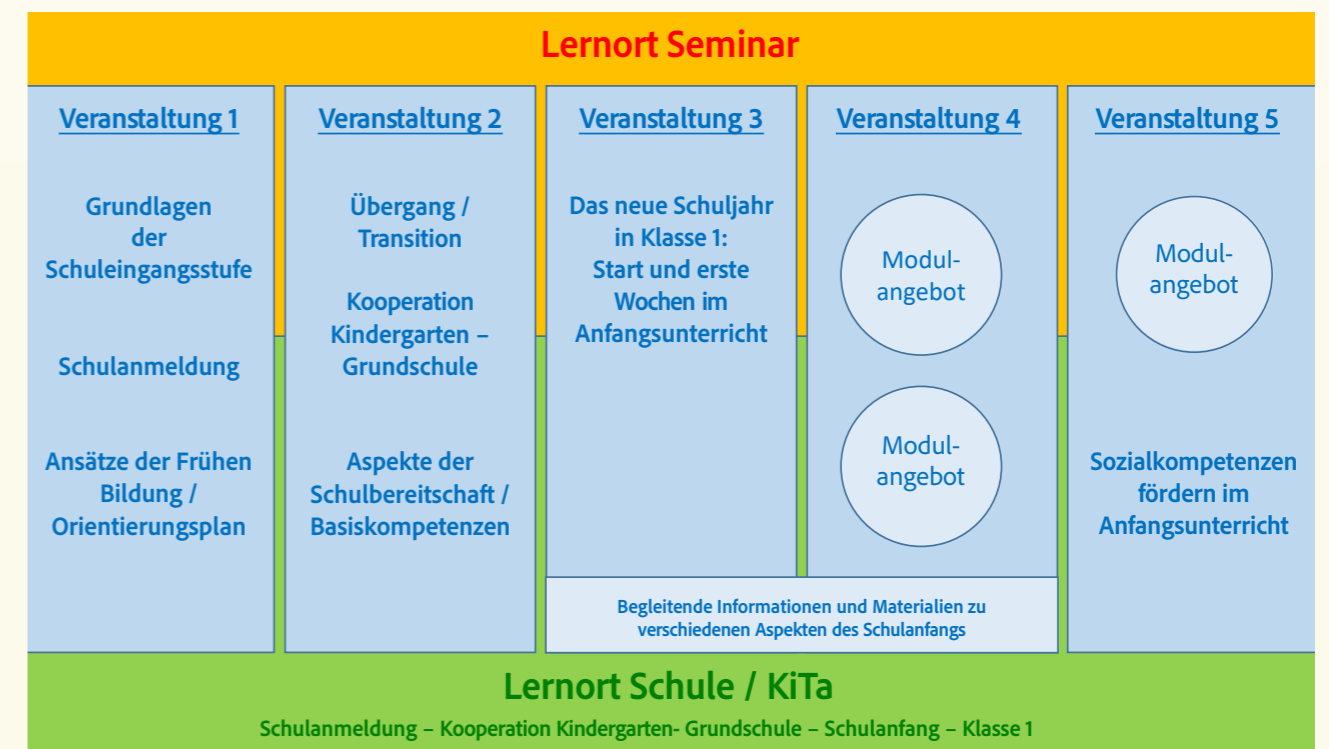 Lernort Seminar
Veranstaltung 1
Grundlagen
der
Schuleingangsstufe
Schulanmeldung
Ansätze der Frühen
Bildung /
Orientierungsplan
Veranstaltung 2
Übergang /
Transition
Kooperation
Kindergarten –
Grundschule
Aspekte der
Schulbereitschaft /
Basiskompetenzen
Veranstaltung 3
Das neue Schuljahr
in Klasse 1:
Start und erste
Wochen im
Anfangsunterricht
Veranstaltung 4
Modul-
angebot
Modul-
angebot
Begleitende Informationen und Materialien zu
verschiedenen Aspekten des Schulanfangs
Veranstaltung 5
Modul-
angebot
Sozialkompetenzen
fördern im
Anfangsunterricht
Lernort Schule / KiTa
Schulanmeldung – Kooperation Kindergarten- Grundschule – Schulanfang – Klasse 1